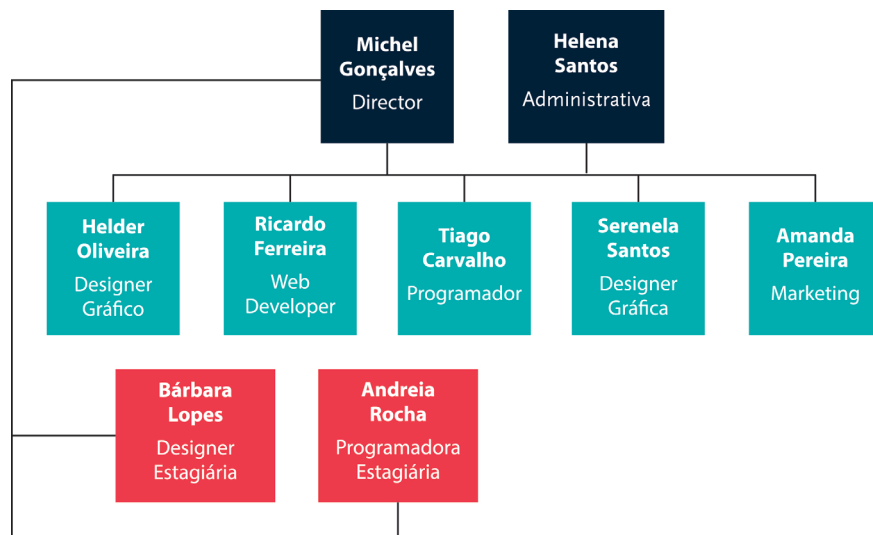 Michel
Gonçalves
Director
Helena
Santos
Administrativa
Helder
Oliveira
Designer
Gráfico
Ricardo
Ferreira
Web
Developer
Tiago
Carvalho
Programador
Serenela
Santos
Designer
Gráfica
Amanda
Pereira
Marketing
Bárbara
Lopes
Designer
Estagiária
Andreia
Rocha
Programadora
Estagiária